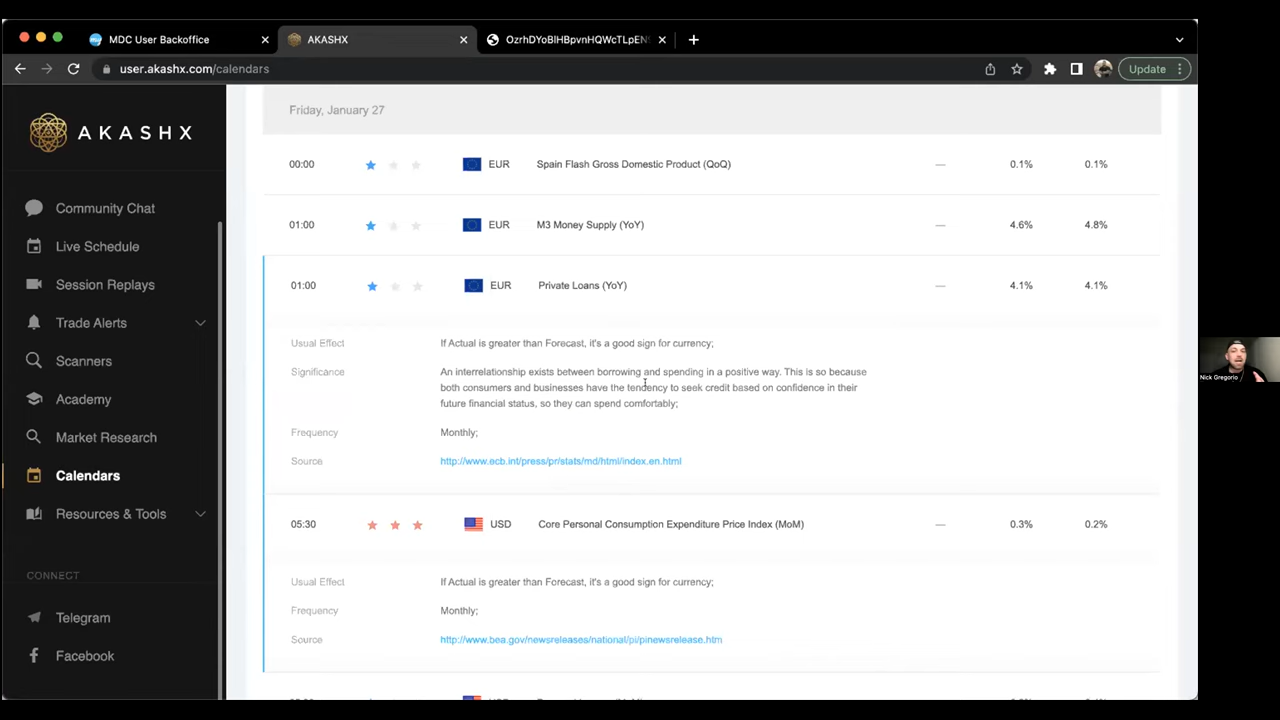 MDC User Backoffice
AKASHX
user.akashx.com/calendars
Update
AKASHX
Community Chat
Live Schedule
Session Replays
Trade Alerts
Scanners
Academy
Market Research
Calendars
Resources & Tools
CONNECT
Telegram
Facebook
Friday, January 27
00:00 EUR Spain Flash Gross Domestic Product (QoQ) — 0.1% 0.1%
01:00 EUR M3 Money Supply (YoY) — 4.6% 4.8%
01:00 EUR Private Loans (YoY) — 4.1% 4.1%
Usual Effect If Actual is greater than Forecast, it's a good sign for currency;
Significance An interrelationship exists between borrowing and spending in a positive way. This is so because
both consumers and businesses have the tendency to seek credit based on confidence in their
future financial status, so they can spend comfortably;
Frequency Monthly;
Source http://www.ecb.int/press/pr/stats/md/html/index.en.html
05:30 USD Core Personal Consumption Expenditure Price Index (MoM) — 0.3% 0.2%
Usual Effect If Actual is greater than Forecast, it's a good sign for currency;
Frequency Monthly;
Source http://www.bea.gov/newsreleases/national/pi/pinewsrelease.htm
Nick Gregorio